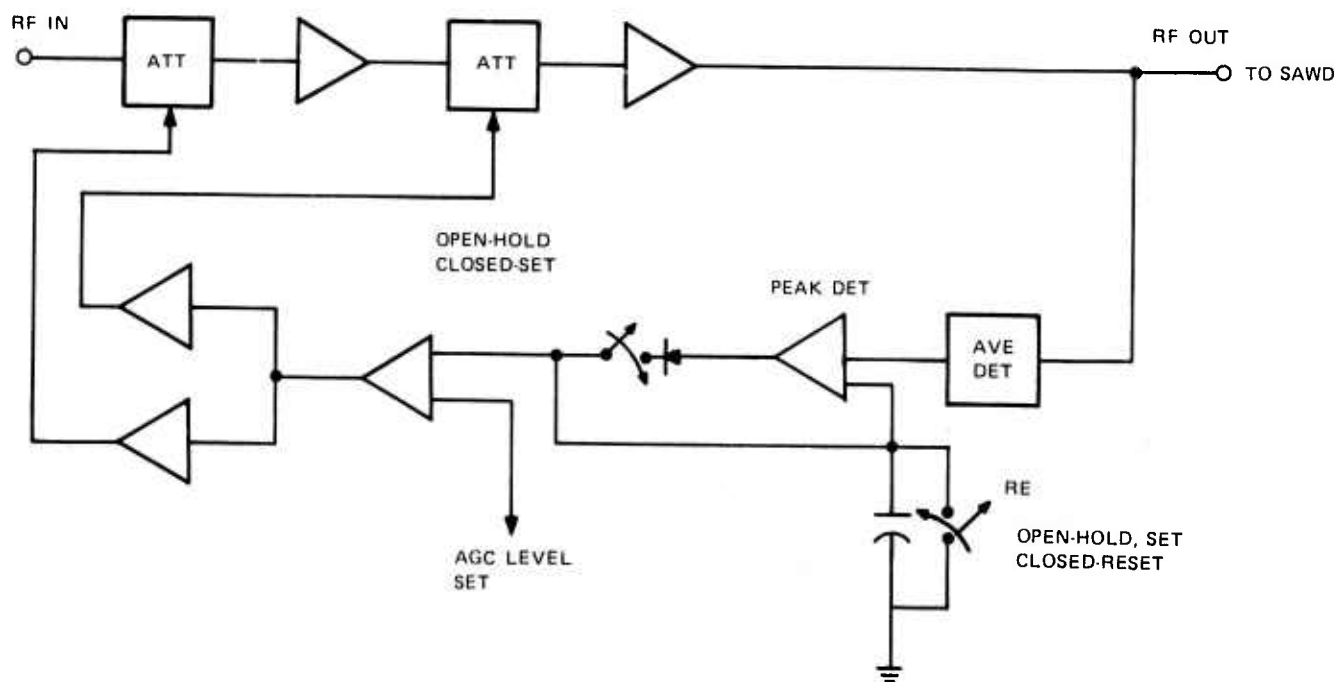 RF IN
ATT
ATT
RF OUT
TO SAWD
OPEN-HOLD
CLOSED-SET
PEAK DET
AVE
DET
RE
OPEN-HOLD, SET
CLOSED-RESET
AGC LEVEL
SET